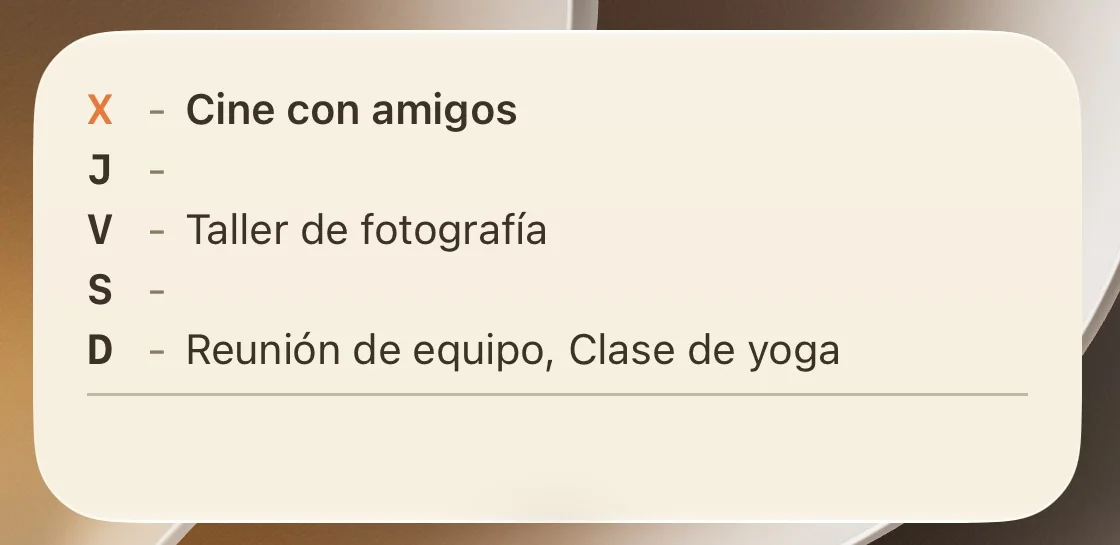 X - Cine con amigos
J -
V - Taller de fotografía
S -
D - Reunión de equipo, Clase de yoga